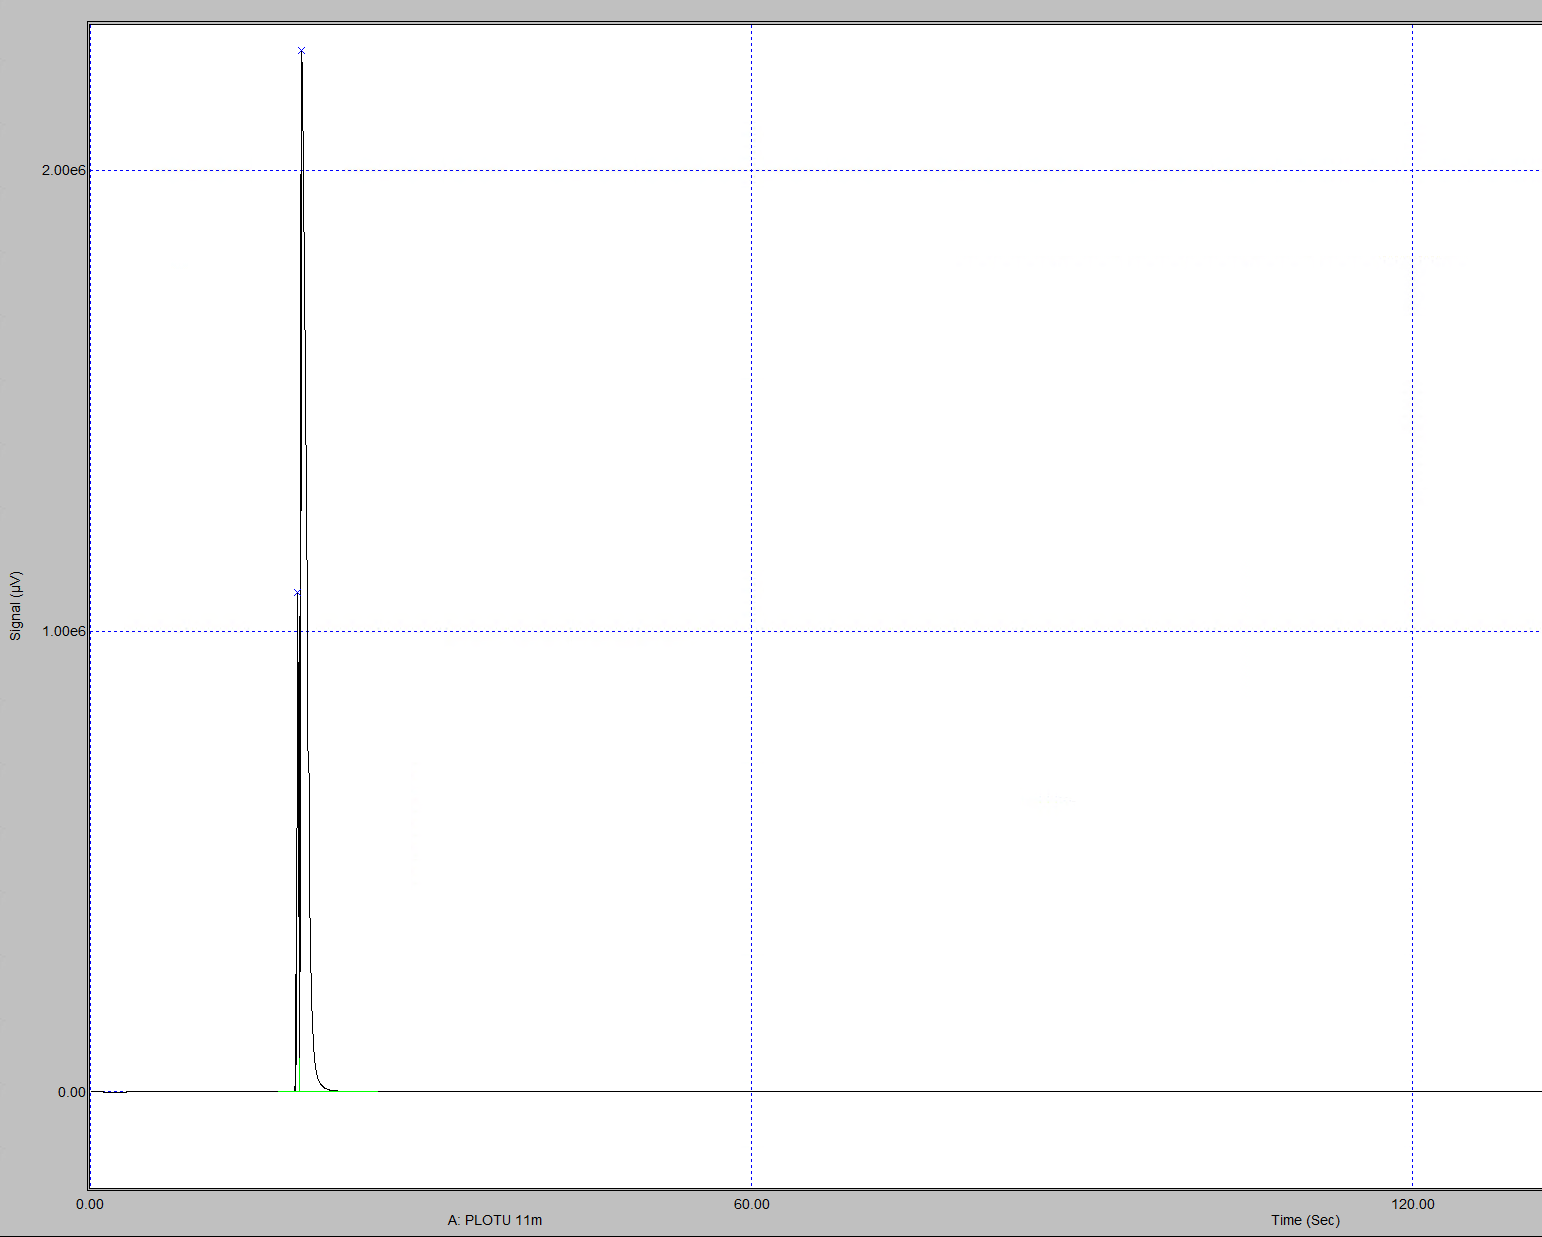 2.00e6
Signal (µV)
1.00e6
0.00
0.00
60.00
120.00
A: PLOTU 11m
Time (Sec)